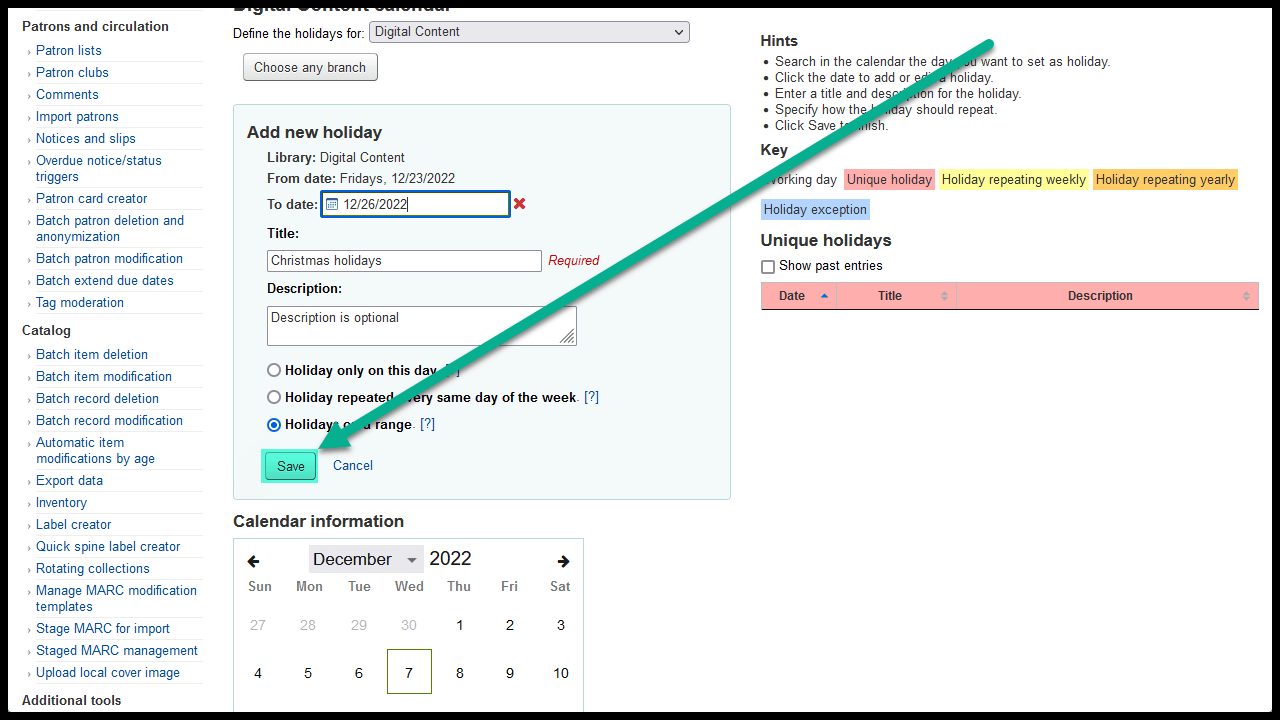 Patrons and circulation
Patron lists
Patron clubs
Comments
Import patrons
Notices and slips
Overdue notice/status
triggers
Patron card creator
Batch patron deletion and
anonymization
Batch patron modification
Batch extend due dates
Tag moderation
Catalog
Batch item deletion
Batch item modification
Batch record deletion
Batch record modification
Automatic item
modifications by age
Export data
Inventory
Label creator
Quick spine label creator
Rotating collections
Manage MARC modification
templates
Stage MARC for import
Staged MARC management
Upload local cover image
Additional tools
Digital Content calendar
Define the holidays for: Digital Content
Choose any branch
Add new holiday
Library: Digital Content
From date: Fridays, 12/23/2022
To date: 12/26/2022
Title:
Christmas holidays Required
Description:
Description is optional
Holiday only on this day.
Holiday repeated every same day of the week. [?]
Holidays on a range. [?]
Save Cancel
Calendar information
December 2022
Sun Mon Tue Wed Thu Fri Sat
27 28 29 30 1 2 3
4 5 6 7 8 9 10
Hints
Search in the calendar the day you want to set as holiday.
Click the date to add or edit a holiday.
Enter a title and description for the holiday.
Specify how the holiday should repeat.
Click Save to finish.
Key
Working day Unique holiday Holiday repeating weekly Holiday repeating yearly
Holiday exception
Unique holidays
Show past entries
Date Title Description